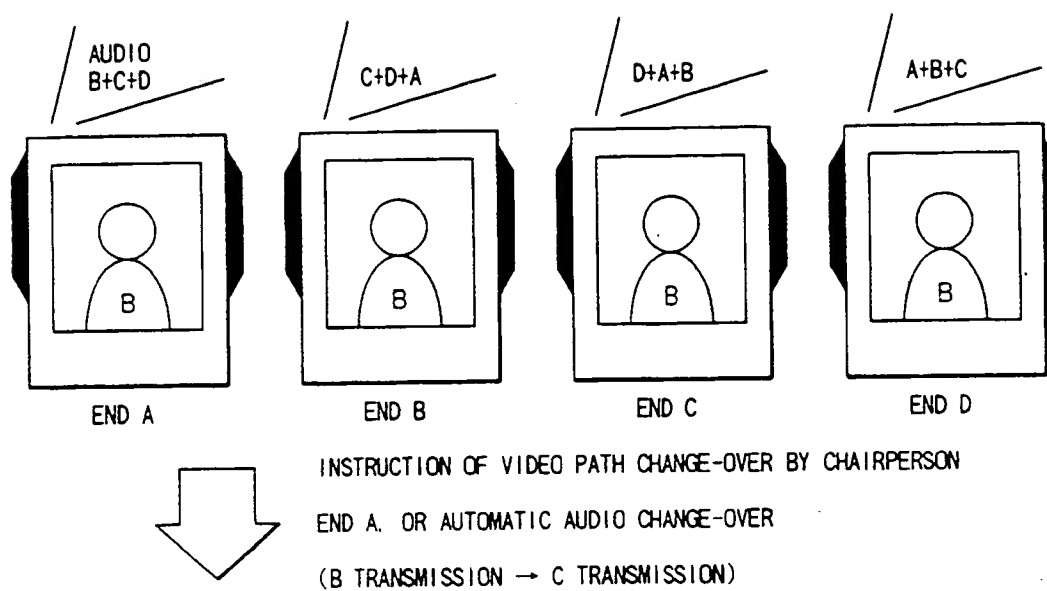 AUDIO
B+C+D
C+D+A
D+A+B
A+B+C
B
B
B
B
END A
END B
END C
END D
INSTRUCTION OF VIDEO PATH CHANGE-OVER BY CHAIRPERSON
END A. OR AUTOMATIC AUDIO CHANGE-OVER
(B TRANSMISSION → C TRANSMISSION)